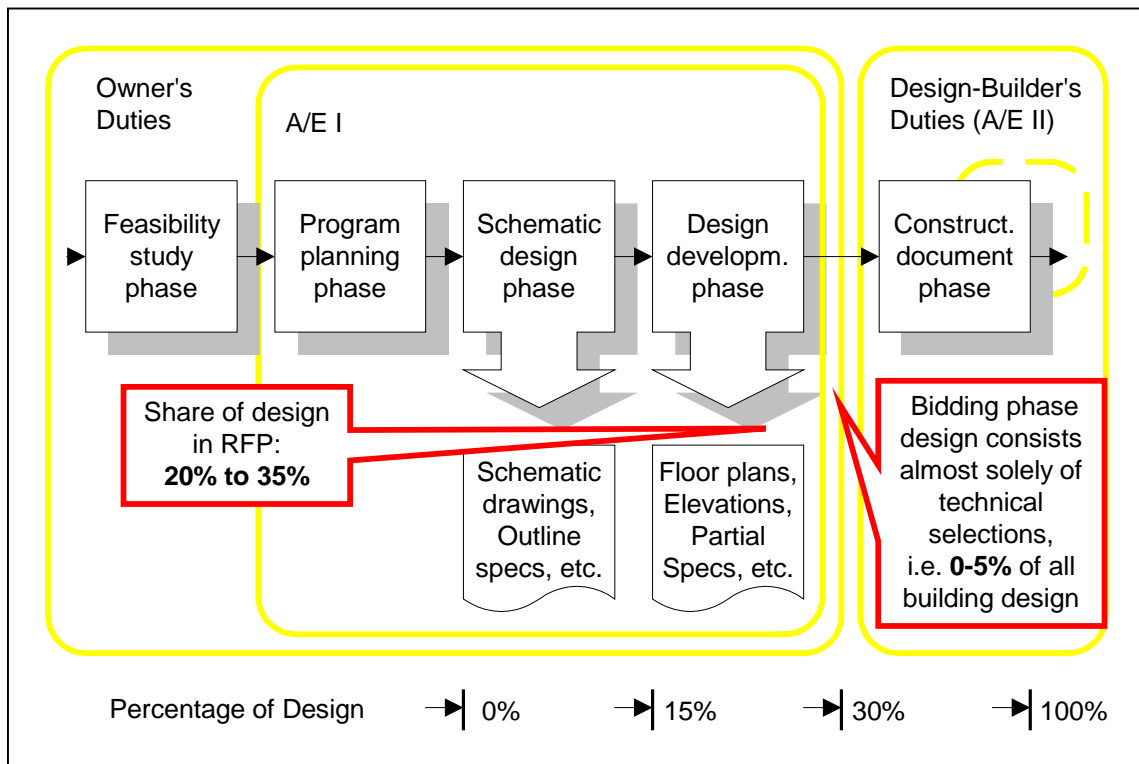 Owner's
Duties
A/E I
Design-Builder's
Duties (A/E II)
Feasibility
study
phase
Program
planning
phase
Schematic
design
phase
Design
developm.
phase
Construct.
document
phase
Share of design
in RFP:
20% to 35%
Schematic
drawings,
Outline
specs, etc.
Floor plans,
Elevations,
Partial
Specs, etc.
Bidding phase
design consists
almost solely of
technical
selections,
i.e. 0-5% of all
building design
Percentage of Design 0% 15% 30% 100%